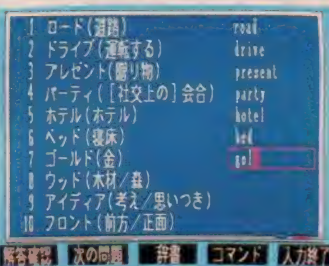 1 ロード(道路) road
2 ドライブ(運転する) drive
3 プレゼント(贈り物) present
4 パーティ([社交上の]会合) party
5 ホテル(ホテル) hotel
6 ベッド(寝床) bed
7 ゴールド(金) gol
8 ウッド(木材/森)
9 アイディア(考え/思いつき)
10 フロント(前方/正面)
解答確認 次の問題 辞書 コマンド 入力終了